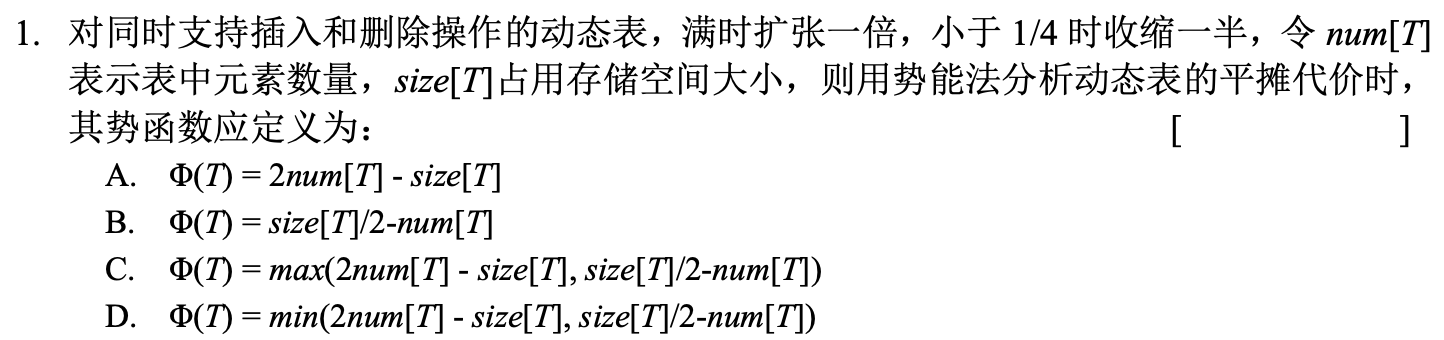 1. 对同时支持插入和删除操作的动态表，满时扩张一倍，小于 1/4 时收缩一半，令 num[T]
表示表中元素数量，size[T]占用存储空间大小，则用势能法分析动态表的平摊代价时，
其势函数应定义为： [ ]
A. Φ(T) = 2num[T] - size[T]
B. Φ(T) = size[T]/2-num[T]
C. Φ(T) = max(2num[T] - size[T], size[T]/2-num[T])
D. Φ(T) = min(2num[T] - size[T], size[T]/2-num[T])